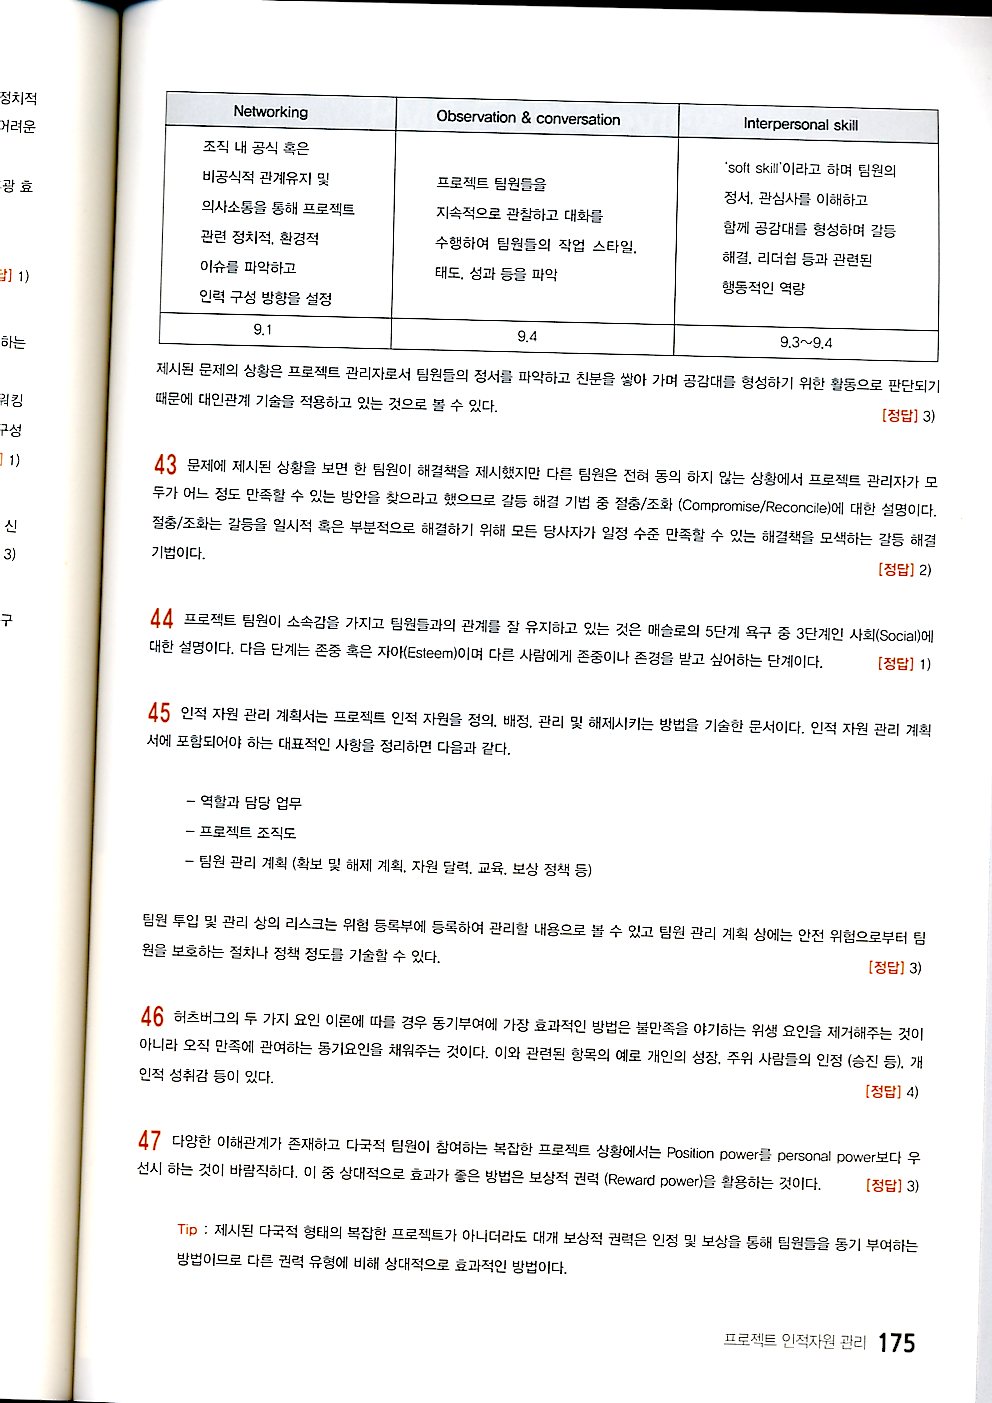 정치적
어려운
광 효
답] 1)
하는
워킹
구성
] 1)
신
3)
구
Networking
Observation & conversation
Interpersonal skill
조직 내 공식 혹은
비공식적 관계유지 및
의사소통을 통해 프로젝트
관련 정치적, 환경적
이슈를 파악하고
인력 구성 방향을 설정
프로젝트 팀원들을
지속적으로 관찰하고 대화를
수행하여 팀원들의 작업 스타일,
태도, 성과 등을 파악
'soft skill'이라고 하며 팀원의
정서, 관심사를 이해하고
함께 공감대를 형성하며 갈등
해결, 리더쉽 등과 관련된
행동적인 역량
9.1
9.4
9.3~9.4
제시된 문제의 상황은 프로젝트 관리자로서 팀원들의 정서를 파악하고 친분을 쌓아 가며 공감대를 형성하기 위한 활동으로 판단되기
때문에 대인관계 기술을 적용하고 있는 것으로 볼 수 있다. [정답] 3)
43 문제에 제시된 상황을 보면 한 팀원이 해결책을 제시했지만 다른 팀원은 전혀 동의 하지 않는 상황에서 프로젝트 관리자가 모
두가 어느 정도 만족할 수 있는 방안을 찾으라고 했으므로 갈등 해결 기법 중 절충/조화 (Compromise/Reconcile)에 대한 설명이다.
절충/조화는 갈등을 일시적 혹은 부분적으로 해결하기 위해 모든 당사자가 일정 수준 만족할 수 있는 해결책을 모색하는 갈등 해결
기법이다. [정답] 2)
44 프로젝트 팀원이 소속감을 가지고 팀원들과의 관계를 잘 유지하고 있는 것은 매슬로의 5단계 욕구 중 3단계인 사회(Social)에
대한 설명이다. 다음 단계는 존중 혹은 자아(Esteem)이며 다른 사람에게 존중이나 존경을 받고 싶어하는 단계이다. [정답] 1)
45 인적 자원 관리 계획서는 프로젝트 인적 자원을 정의, 배정, 관리 및 해제시키는 방법을 기술한 문서이다. 인적 자원 관리 계획
서에 포함되어야 하는 대표적인 사항을 정리하면 다음과 같다.
– 역할과 담당 업무
– 프로젝트 조직도
– 팀원 관리 계획 (확보 및 해제 계획, 자원 달력, 교육, 보상 정책 등)
팀원 투입 및 관리 상의 리스크는 위험 등록부에 등록하여 관리할 내용으로 볼 수 있고 팀원 관리 계획 상에는 안전 위험으로부터 팀
원을 보호하는 절차나 정책 정도를 기술할 수 있다. [정답] 3)
46 허츠버그의 두 가지 요인 이론에 따를 경우 동기부여에 가장 효과적인 방법은 불만족을 야기하는 위생 요인을 제거해주는 것이
아니라 오직 만족에 관여하는 동기요인을 채워주는 것이다. 이와 관련된 항목의 예로 개인의 성장, 주위 사람들의 인정 (승진 등), 개
인적 성취감 등이 있다. [정답] 4)
47 다양한 이해관계가 존재하고 다국적 팀원이 참여하는 복잡한 프로젝트 상황에서는 Position power를 personal power보다 우
선시 하는 것이 바람직하다. 이 중 상대적으로 효과가 좋은 방법은 보상적 권력 (Reward power)을 활용하는 것이다. [정답] 3)
Tip : 제시된 다국적 형태의 복잡한 프로젝트가 아니더라도 대개 보상적 권력은 인정 및 보상을 통해 팀원들을 동기 부여하는
방법이므로 다른 권력 유형에 비해 상대적으로 효과적인 방법이다.
프로젝트 인적자원 관리 175